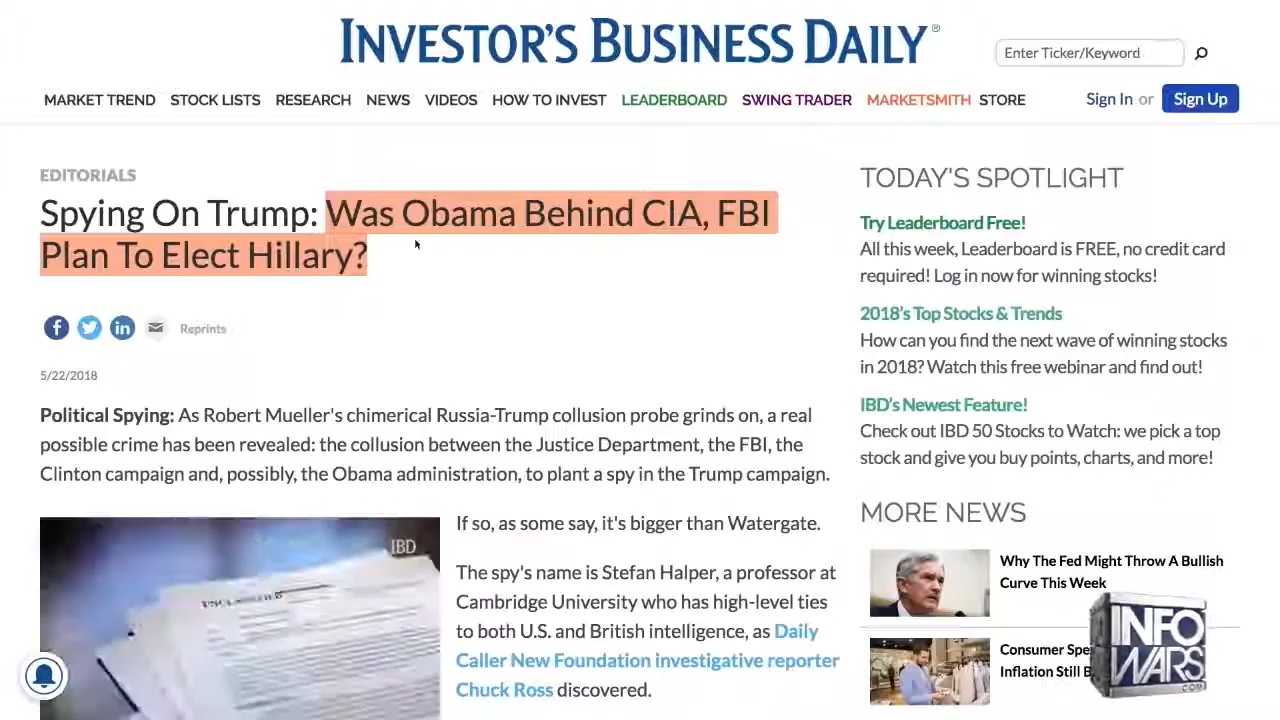 INVESTOR'S BUSINESS DAILY®
Enter Ticker/Keyword
MARKET TREND STOCK LISTS RESEARCH NEWS VIDEOS HOW TO INVEST LEADERBOARD SWING TRADER MARKETSMITH STORE
Sign In or Sign Up
EDITORIALS
Spying On Trump: Was Obama Behind CIA, FBI
Plan To Elect Hillary?
Reprints
5/22/2018
Political Spying: As Robert Mueller's chimerical Russia-Trump collusion probe grinds on, a real
possible crime has been revealed: the collusion between the Justice Department, the FBI, the
Clinton campaign and, possibly, the Obama administration, to plant a spy in the Trump campaign.
IBD
If so, as some say, it's bigger than Watergate.
The spy's name is Stefan Halper, a professor at
Cambridge University who has high-level ties
to both U.S. and British intelligence, as Daily
Caller New Foundation investigative reporter
Chuck Ross discovered.
TODAY'S SPOTLIGHT
Try Leaderboard Free!
All this week, Leaderboard is FREE, no credit card
required! Log in now for winning stocks!
2018's Top Stocks & Trends
How can you find the next wave of winning stocks
in 2018? Watch this free webinar and find out!
IBD's Newest Feature!
Check out IBD 50 Stocks to Watch: we pick a top
stock and give you buy points, charts, and more!
MORE NEWS
Why The Fed Might Throw A Bullish
Curve This Week
Consumer Spe
Inflation Still B
INFO
WARS
.COM